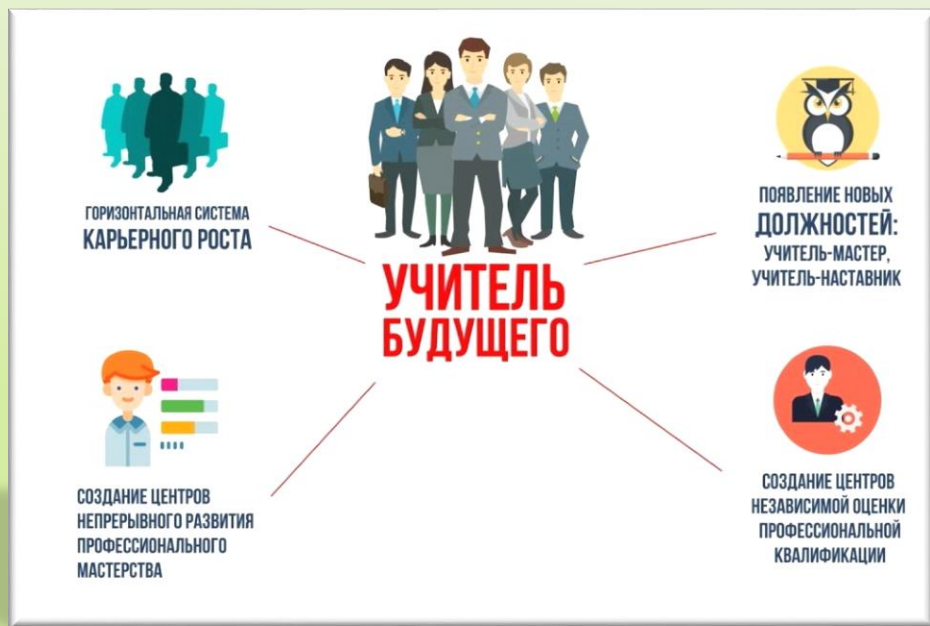 ГОРИЗОНТАЛЬНАЯ СИСТЕМА
КАРЬЕРНОГО РОСТА
УЧИТЕЛЬ
БУДУЩЕГО
ПОЯВЛЕНИЕ НОВЫХ
ДОЛЖНОСТЕЙ:
УЧИТЕЛЬ-МАСТЕР,
УЧИТЕЛЬ-НАСТАВНИК
СОЗДАНИЕ ЦЕНТРОВ
НЕПРЕРЫВНОГО РАЗВИТИЯ
ПРОФЕССИОНАЛЬНОГО
МАСТЕРСТВА
СОЗДАНИЕ ЦЕНТРОВ
НЕЗАВИСИМОЙ ОЦЕНКИ
ПРОФЕССИОНАЛЬНОЙ
КВАЛИФИКАЦИИ